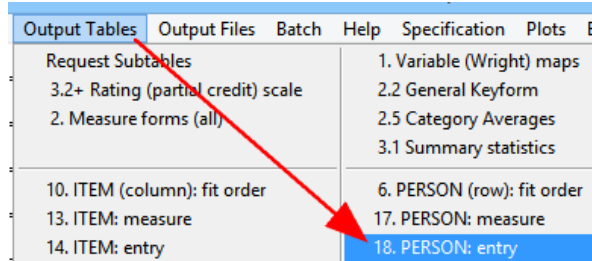 Output Tables Output Files Batch Help Specification Plots
Request Subtables 1. Variable (Wright) maps
3.2+ Rating (partial credit) scale 2.2 General Keyform
2. Measure forms (all) 2.5 Category Averages
3.1 Summary statistics
10. ITEM (column): fit order 6. PERSON (row): fit order
13. ITEM: measure 17. PERSON: measure
14. ITEM: entry 18. PERSON: entry